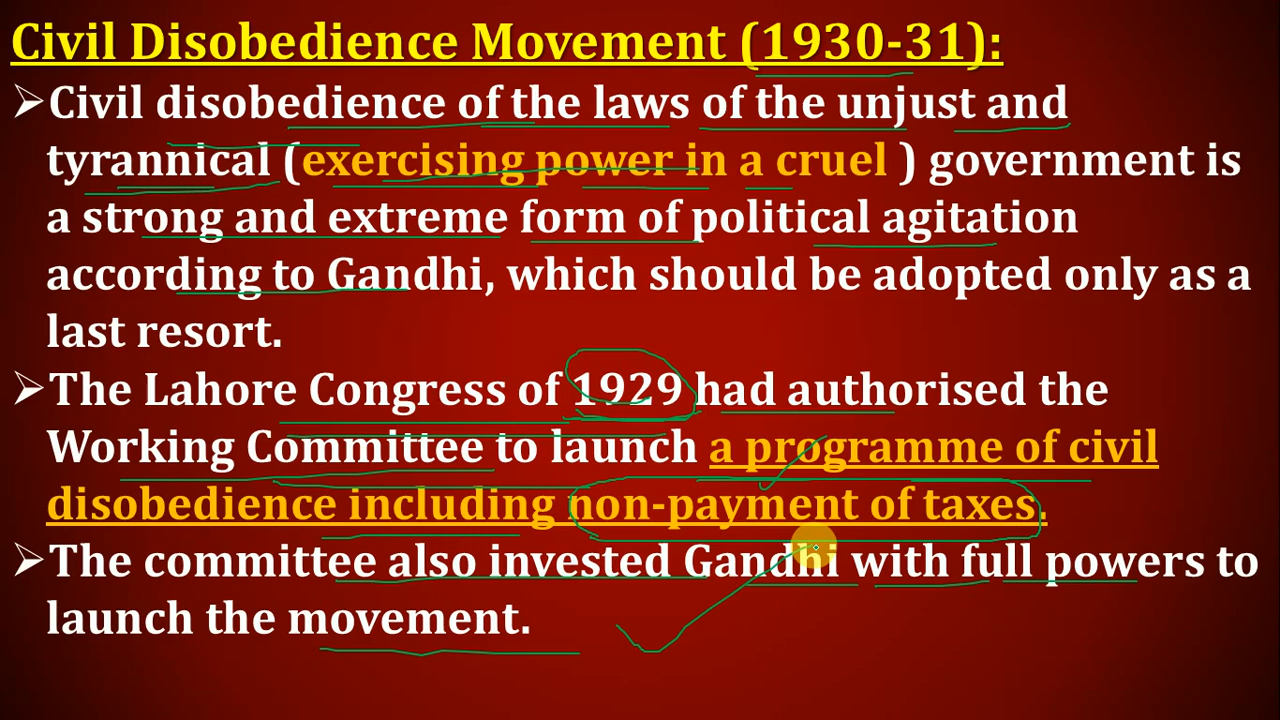 Civil Disobedience Movement (1930-31):
➢Civil disobedience of the laws of the unjust and
tyrannical (exercising power in a cruel ) government is
a strong and extreme form of political agitation
according to Gandhi, which should be adopted only as a
last resort.
➢The Lahore Congress of 1929 had authorised the
Working Committee to launch a programme of civil
disobedience including non-payment of taxes.
➢The committee also invested Gandhi with full powers to
launch the movement.